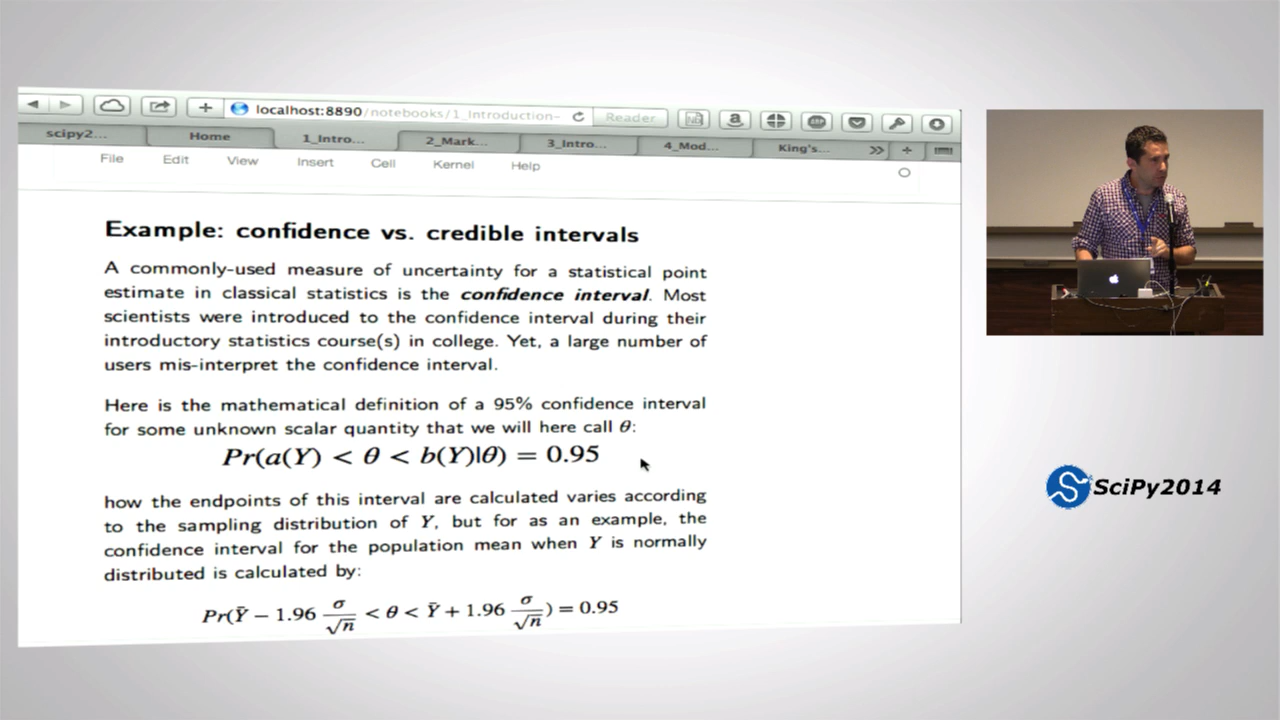 localhost:8890/notebooks/1_Introduction-
Reader
scipy2...
Home
1_Intro...
2_Mark...
3_Intro...
4_Mod...
King's...
File Edit View Insert Cell Kernel Help
Example: confidence vs. credible intervals
A commonly-used measure of uncertainty for a statistical point
estimate in classical statistics is the confidence interval. Most
scientists were introduced to the confidence interval during their
introductory statistics course(s) in college. Yet, a large number of
users mis-interpret the confidence interval.
Here is the mathematical definition of a 95% confidence interval
for some unknown scalar quantity that we will here call θ:
Pr(a(Y) < θ < b(Y)|θ) = 0.95
how the endpoints of this interval are calculated varies according
to the sampling distribution of Y, but for as an example, the
confidence interval for the population mean when Y is normally
distributed is calculated by:
Pr(Ȳ − 1.96 σ/√n < θ < Ȳ + 1.96 σ/√n) = 0.95
SciPy2014